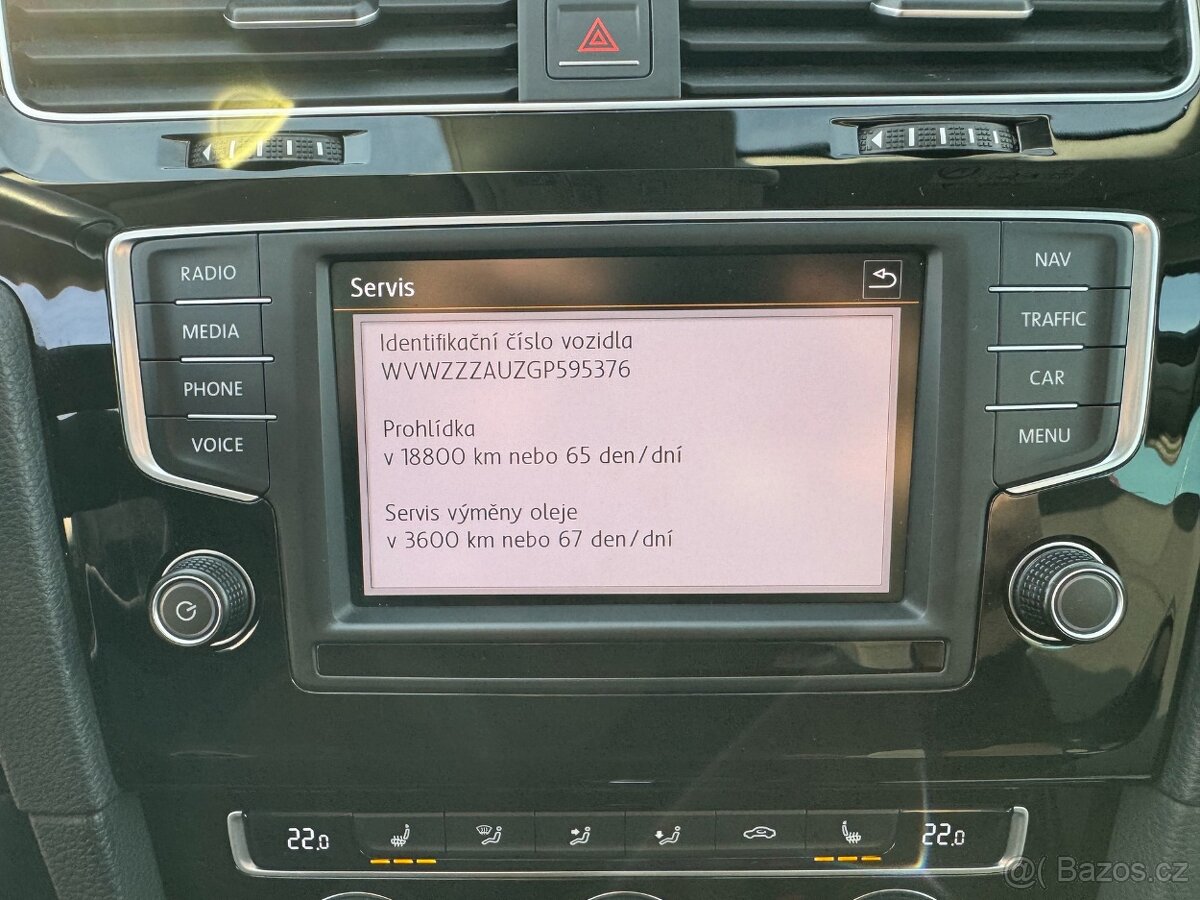 RADIO
MEDIA
PHONE
VOICE
Servis
Identifikační číslo vozidla
WVWZZZAUZGP595376
Prohlídka
v 18800 km nebo 65 den/dní
Servis výměny oleje
v 3600 km nebo 67 den/dní
NAV
TRAFFIC
CAR
MENU
22.0
22.0
@( Bazos.cz